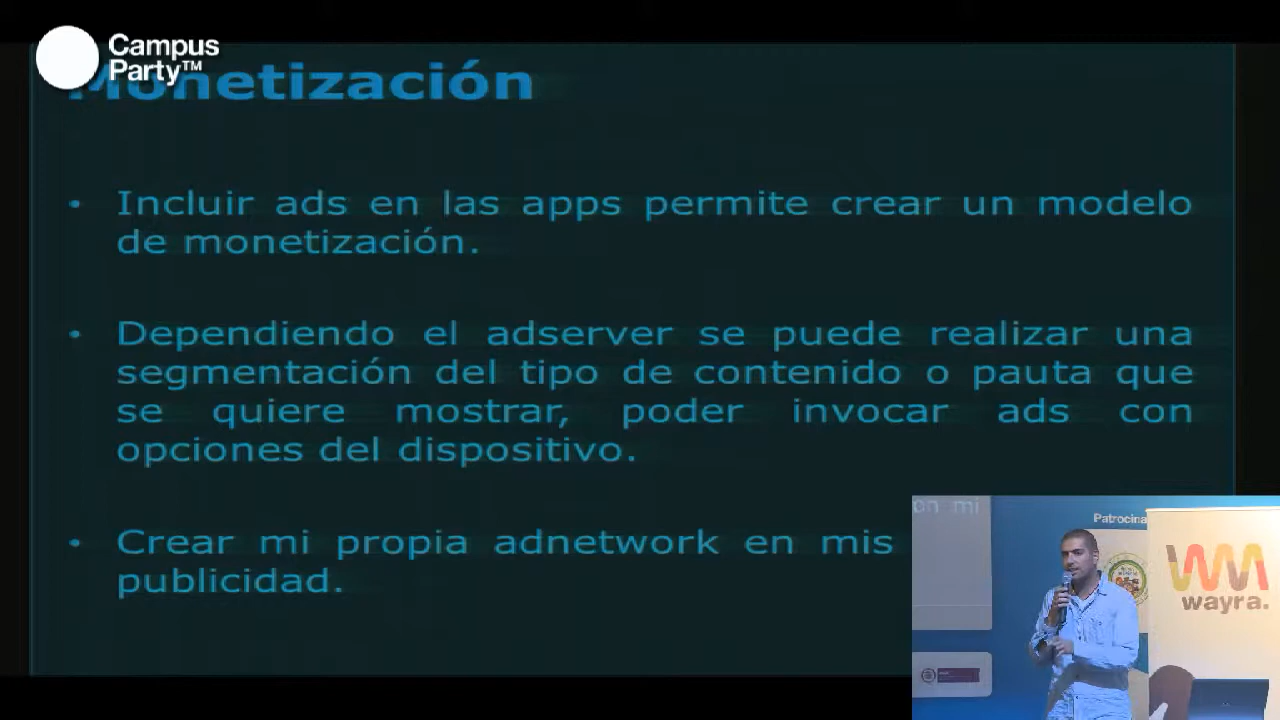 Campus
Party™
Monetización
• Incluir ads en las apps permite crear un modelo
de monetización.
• Dependiendo el adserver se puede realizar una
segmentación del tipo de contenido o pauta que
se quiere mostrar, poder invocar ads con
opciones del dispositivo.
• Crear mi propia adnetwork en mis
publicidad.
mi
Patrocina
wayra.